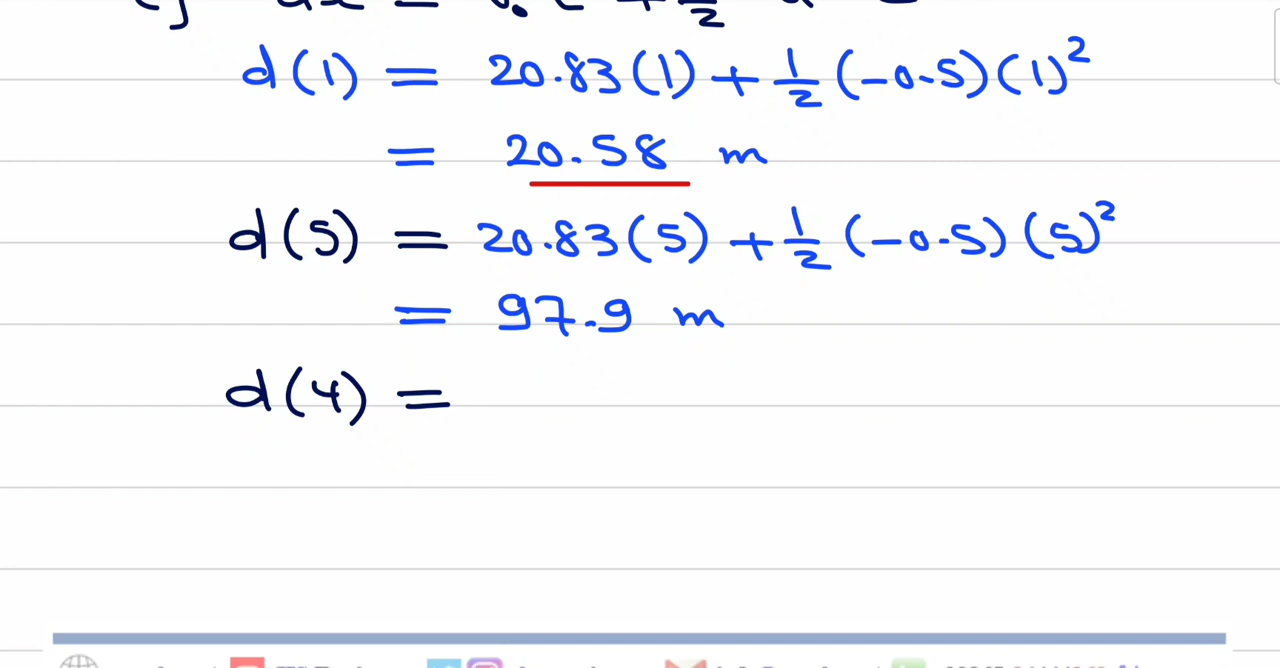 d(1) = 20.83(1) + 1/2 (-0.5)(1)²
= 20.58 m
d(5) = 20.83(5) + 1/2 (-0.5)(5)²
= 97.9 m
d(4) =